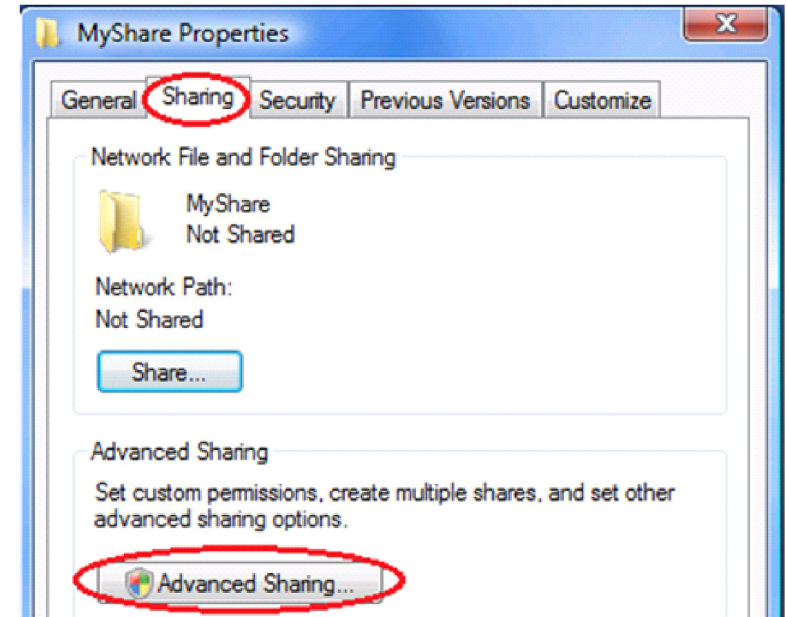 MyShare Properties
X
General Sharing Security Previous Versions Customize
Network File and Folder Sharing
MyShare
Not Shared
Network Path:
Not Shared
Share...
Advanced Sharing
Set custom permissions, create multiple shares, and set other
advanced sharing options.
Advanced Sharing...